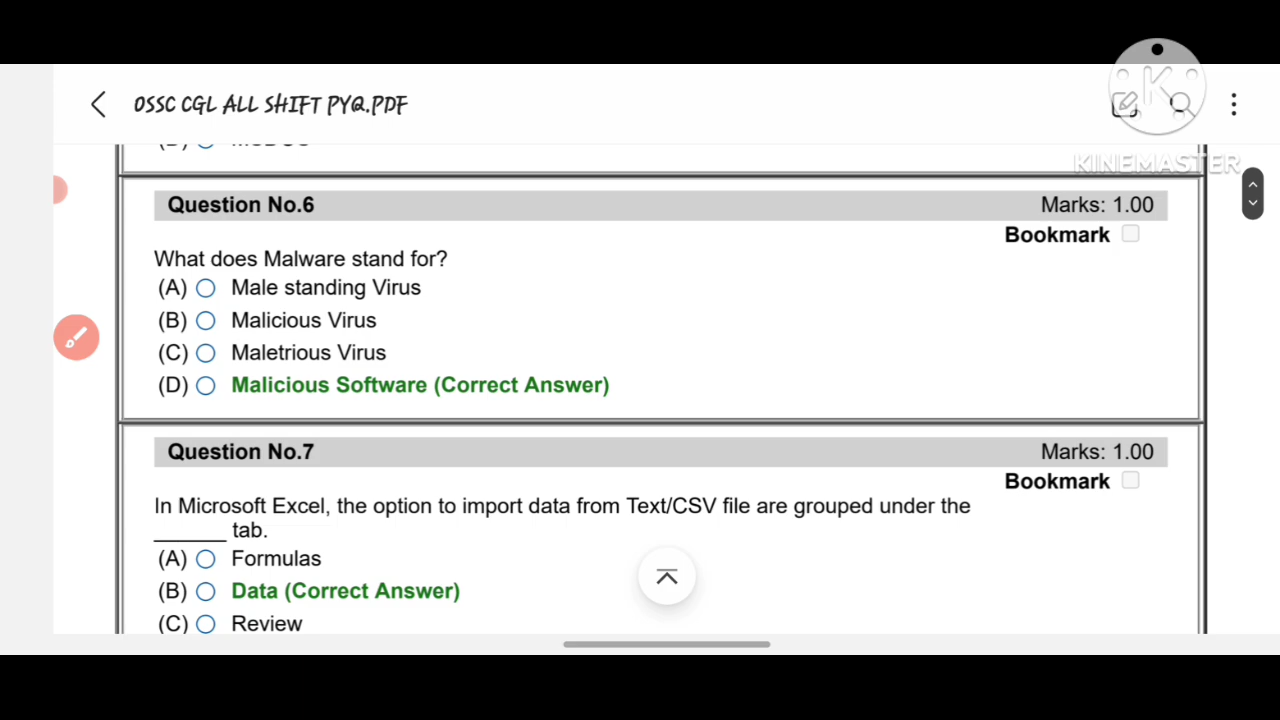 OSSC CGL ALL SHIFT PYQ.PDF
KINEMASTER
Question No.6 Marks: 1.00
Bookmark
What does Malware stand for?
(A) Male standing Virus
(B) Malicious Virus
(C) Maletrious Virus
(D) Malicious Software (Correct Answer)
Question No.7 Marks: 1.00
Bookmark
In Microsoft Excel, the option to import data from Text/CSV file are grouped under the
______ tab.
(A) Formulas
(B) Data (Correct Answer)
(C) Review